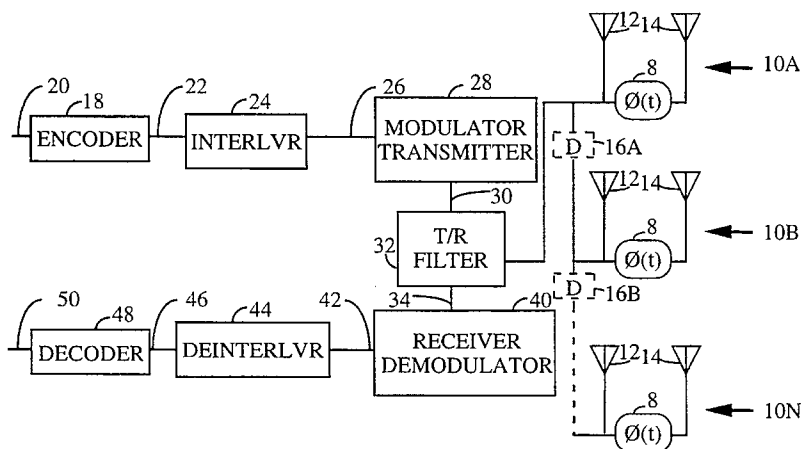 12 14
8
10A
Ø(t)
20 18 22 24 26 28
ENCODER
INTERLVR
MODULATOR
TRANSMITTER
D 16A
30
12 14
8
10B
Ø(t)
32
T/R
FILTER
D 16B
34
50 48 46 44 42 40
DECODER
DEINTERLVR
RECEIVER
DEMODULATOR
12 14
8
10N
Ø(t)